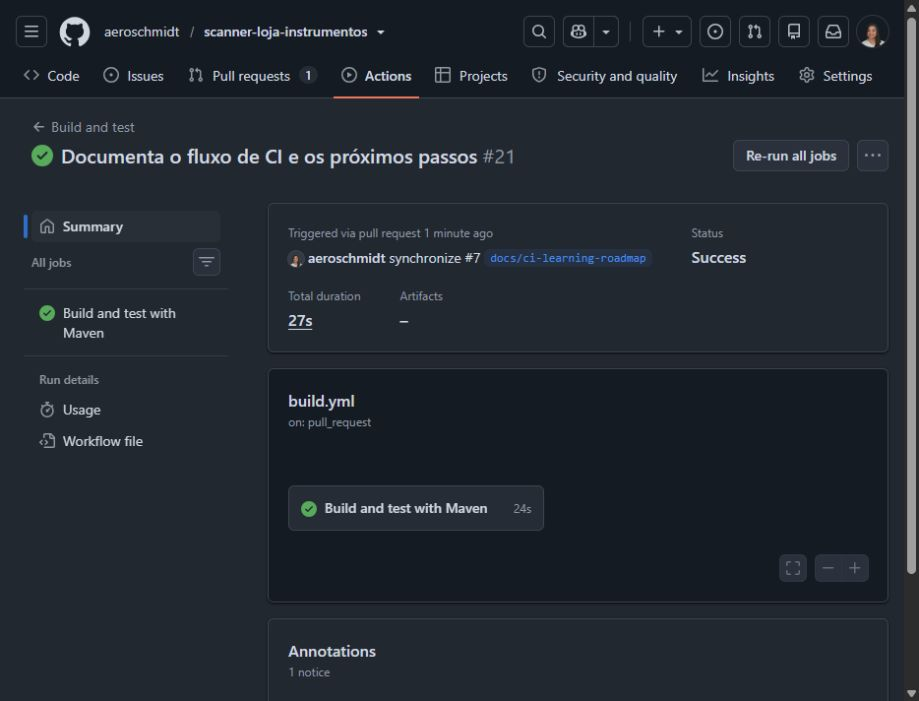 aeroschmidt / scanner-loja-instrumentos
Code Issues Pull requests 1 Actions Projects Security and quality Insights Settings
Build and test
Documenta o fluxo de CI e os próximos passos #21
Re-run all jobs
Summary
All jobs
Build and test with
Maven
Run details
Usage
Workflow file
Triggered via pull request 1 minute ago
aeroschmidt synchronize #7 docs/ci-learning-roadmap
Status
Success
Total duration
27s
Artifacts
–
build.yml
on: pull_request
Build and test with Maven 24s
Annotations
1 notice